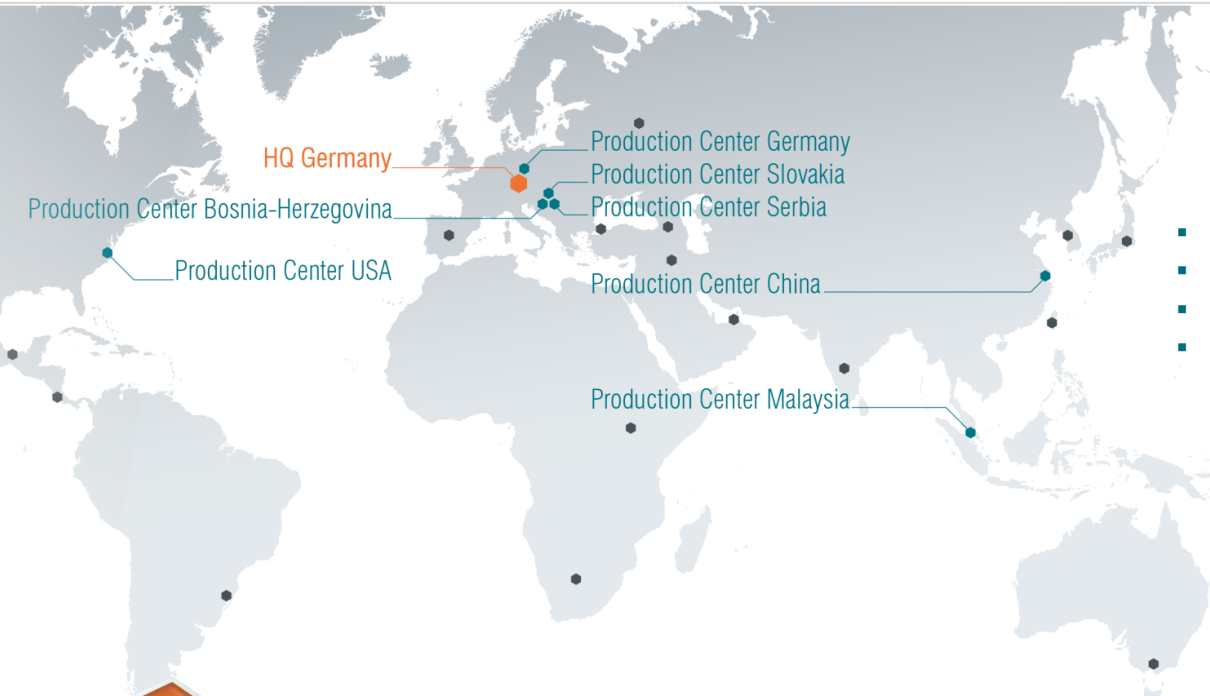 Production Center Germany
HQ Germany
Production Center Slovakia
Production Center Bosnia-Herzegovina
Production Center Serbia
Production Center USA
Production Center China
Production Center Malaysia